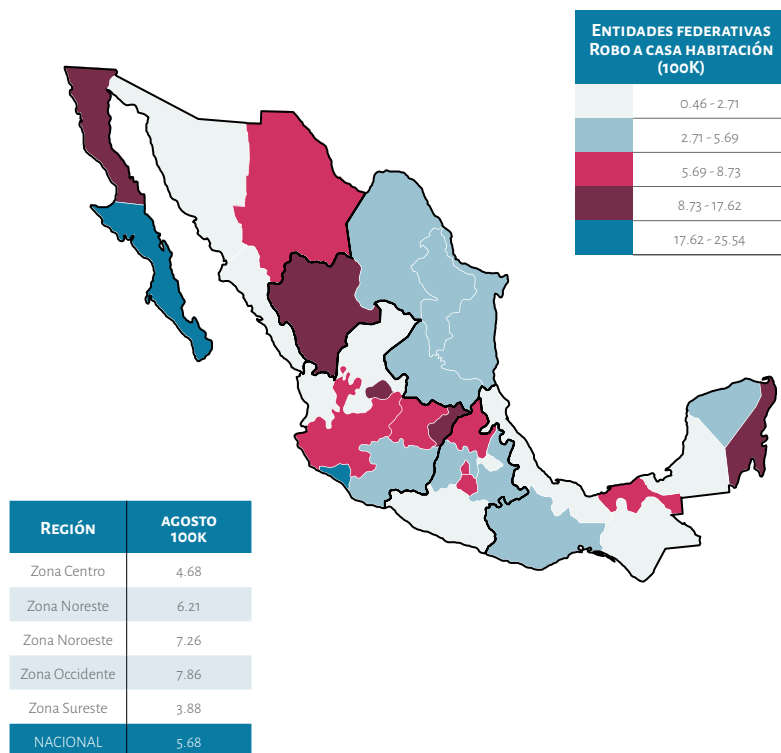 Entidades federativas
Robo a casa habitación
(100K)
0.46 - 2.71
2.71 - 5.69
5.69 - 8.73
8.73 - 17.62
17.62 - 25.54
Región Agosto 100K
Zona Centro 4.68
Zona Noreste 6.21
Zona Noroeste 7.26
Zona Occidente 7.86
Zona Sureste 3.88
NACIONAL 5.68